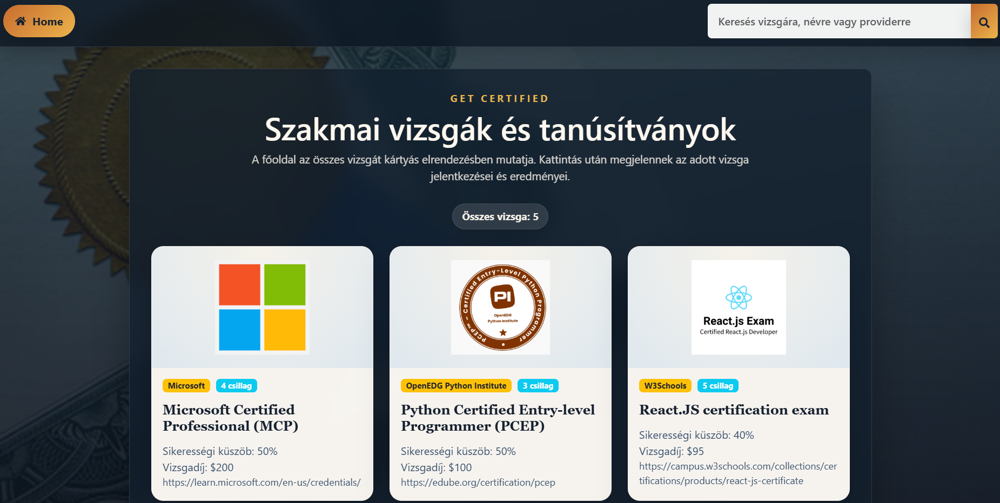 Home
Keresés vizsgára, névre vagy providerre
GET CERTIFIED
Szakmai vizsgák és tanúsítványok
A főoldal az összes vizsgát kártyás elrendezésben mutatja. Kattintás után megjelennek az adott vizsga
jelentkezései és eredményei.
Összes vizsga: 5
PCEP™ – Certified Entry-Level Python Programmer
PI
OpenEDG
Python Institute
React.js Exam
Certified React.js Developer
Microsoft 4 csillag
Microsoft Certified
Professional (MCP)
Sikerességi küszöb: 50%
Vizsgadíj: $200
https://learn.microsoft.com/en-us/credentials/
OpenEDG Python Institute 3 csillag
Python Certified Entry-level
Programmer (PCEP)
Sikerességi küszöb: 50%
Vizsgadíj: $100
https://edube.org/certification/pcep
W3Schools 5 csillag
React.JS certification exam
Sikerességi küszöb: 40%
Vizsgadíj: $95
https://campus.w3schools.com/collections/cer
tifications/products/react-js-certificate